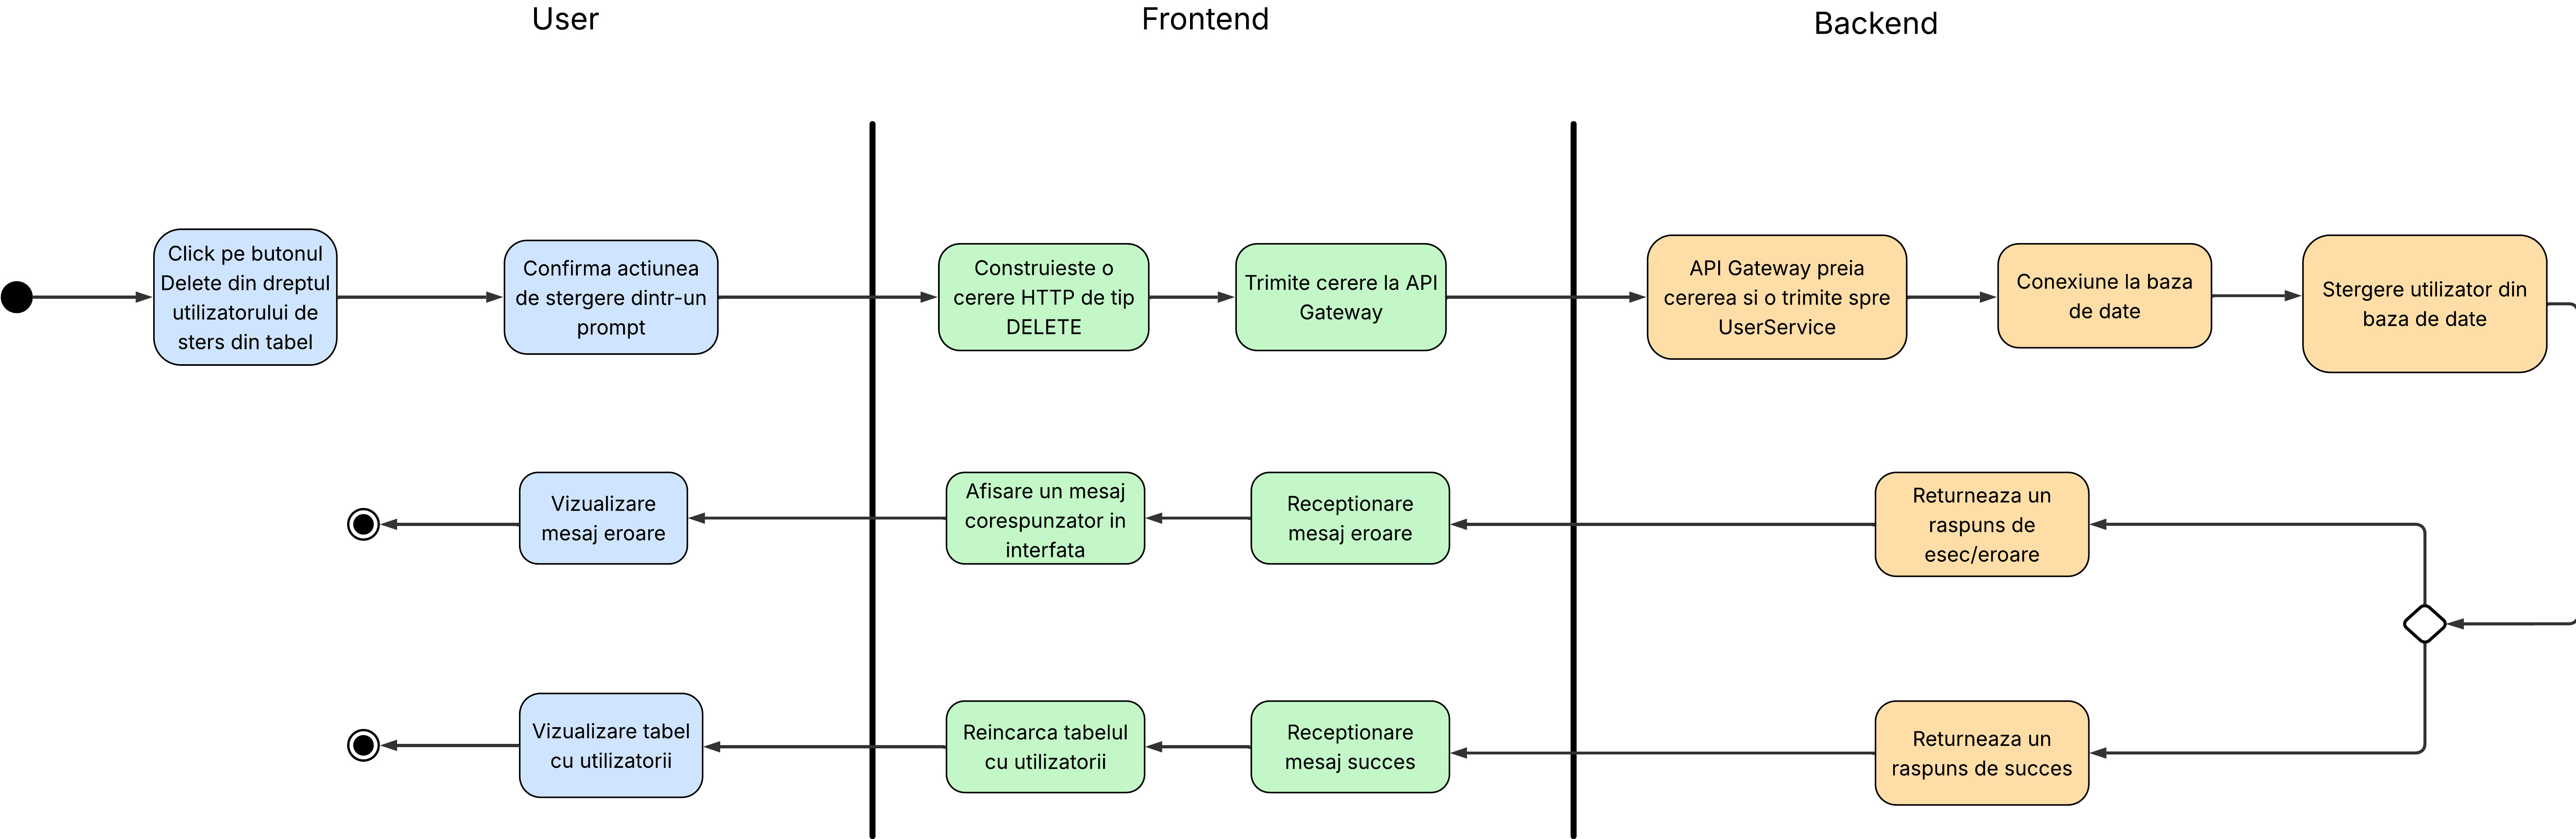 User
Frontend
Backend
Click pe butonul
Delete din dreptul
utilizatorului de
sters din tabel
Confirma actiunea
de stergere dintr-un
prompt
Construieste o
cerere HTTP de tip
DELETE
Trimite cerere la API
Gateway
API Gateway preia
cererea si o trimite spre
UserService
Conexiune la baza
de date
Stergere utilizator din
baza de date
Vizualizare
mesaj eroare
Afisare un mesaj
corespunzator in
interfata
Receptionare
mesaj eroare
Returneaza un
raspuns de
esec/eroare
Vizualizare tabel
cu utilizatorii
Reincarca tabelul
cu utilizatorii
Receptionare
mesaj succes
Returneaza un
raspuns de succes